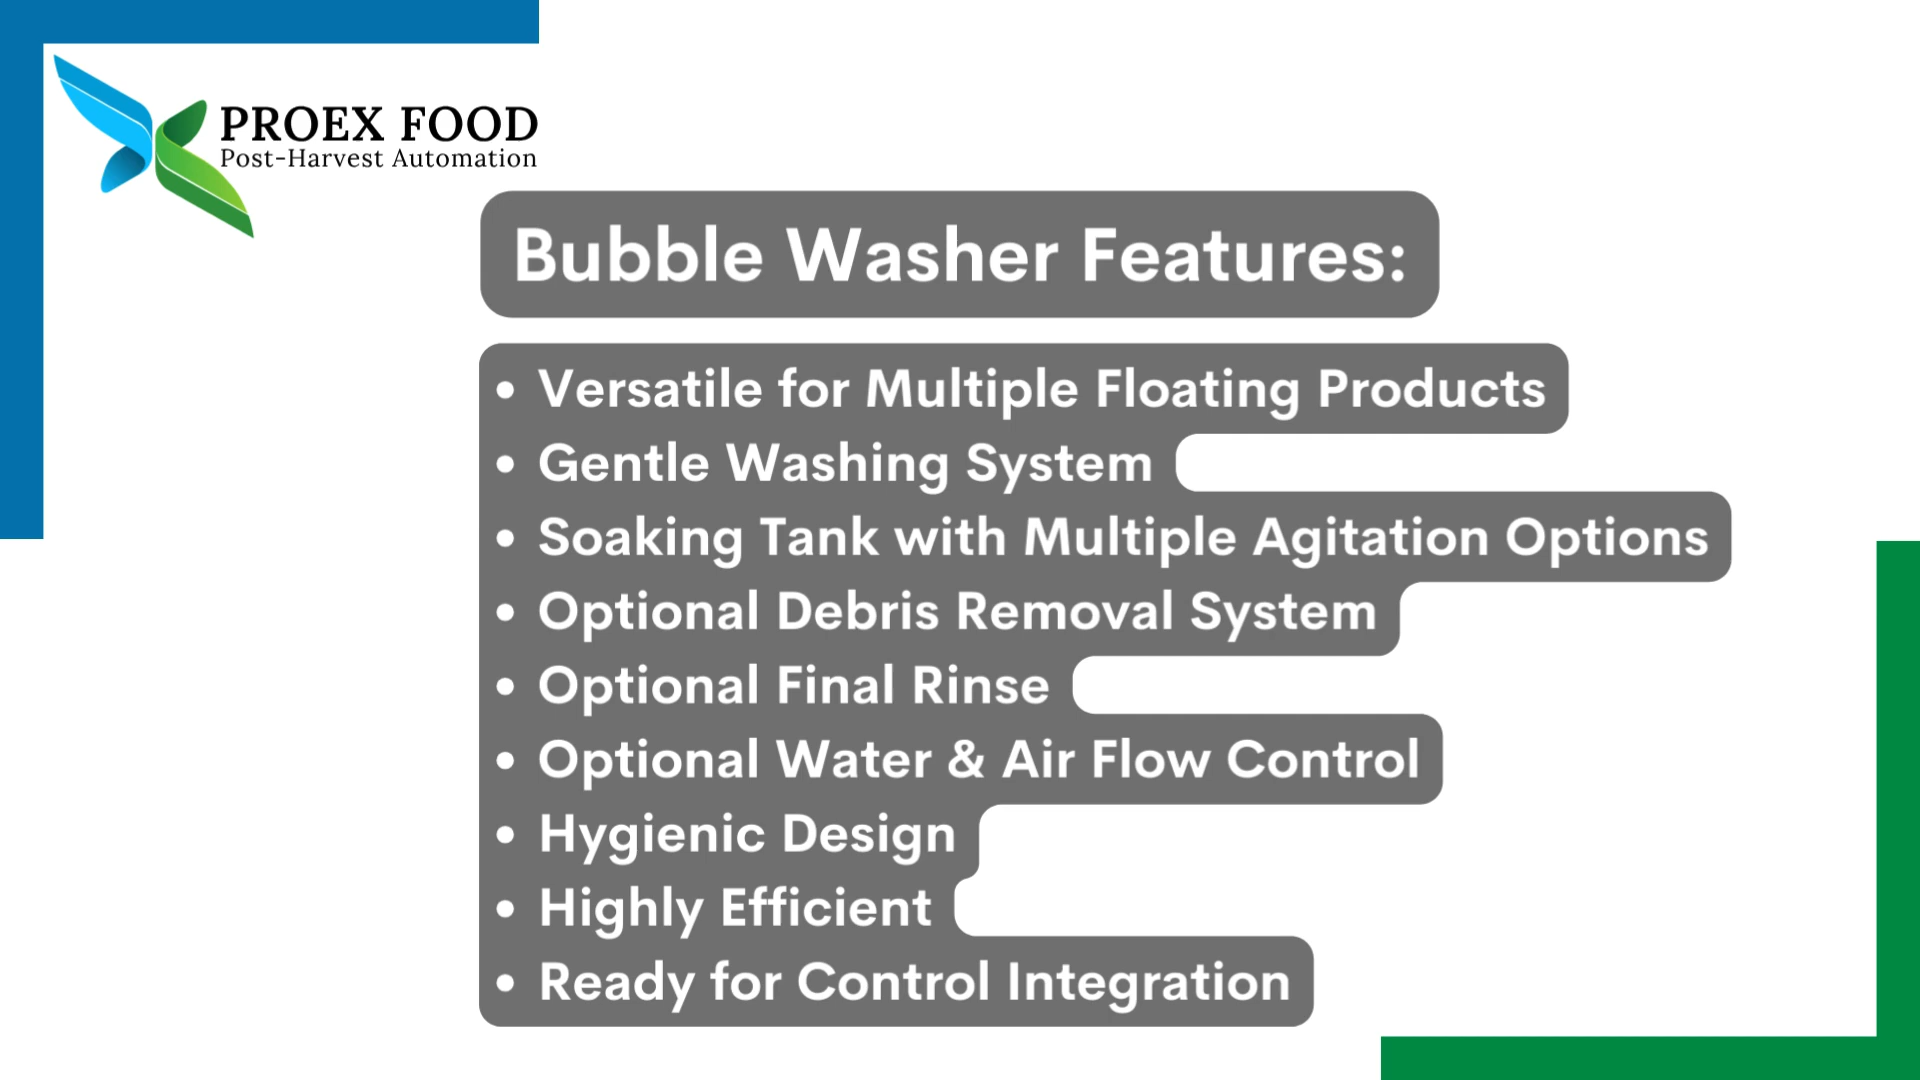 PROEX FOOD
Post-Harvest Automation
Bubble Washer Features:
• Versatile for Multiple Floating Products
• Gentle Washing System
• Soaking Tank with Multiple Agitation Options
• Optional Debris Removal System
• Optional Final Rinse
• Optional Water & Air Flow Control
• Hygienic Design
• Highly Efficient
• Ready for Control Integration